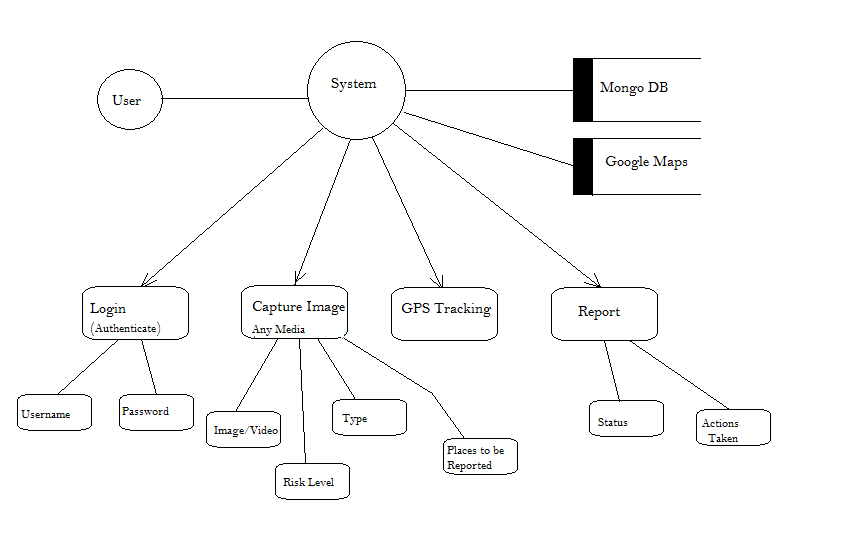 System
User
Mongo DB
Google Maps
Login
(Authenticate)
Capture Image
Any Media
GPS Tracking
Report
Username
Password
Image/Video
Type
Risk Level
Places to be
Reported
Status
Actions
Taken